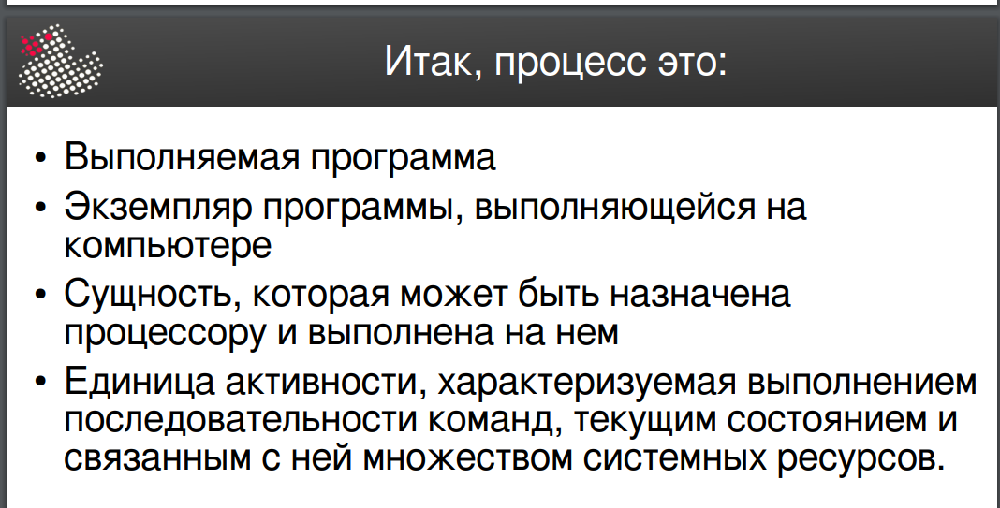 Итак, процесс это:
• Выполняемая программа
• Экземпляр программы, выполняющейся на
компьютере
• Сущность, которая может быть назначена
процессору и выполнена на нем
• Единица активности, характеризуемая выполнением
последовательности команд, текущим состоянием и
связанным с ней множеством системных ресурсов.